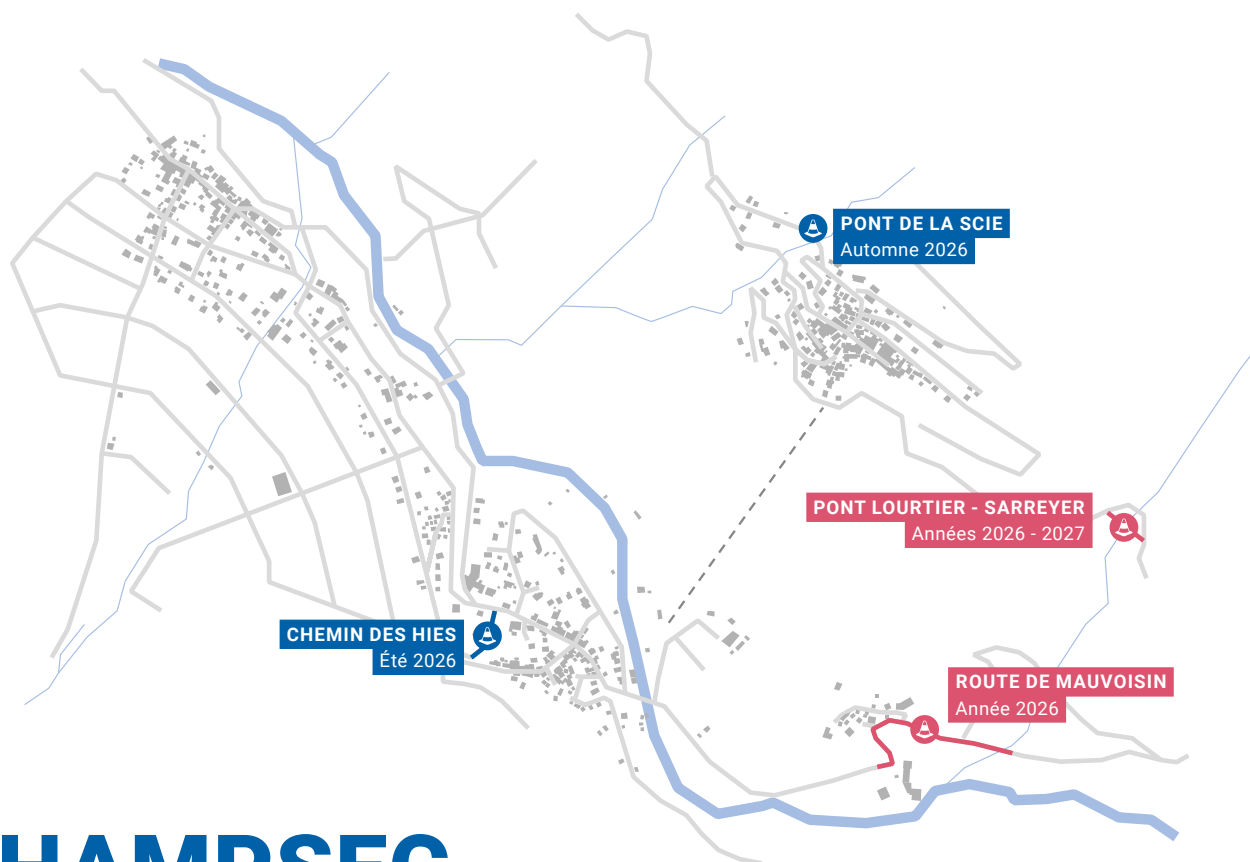 PONT DE LA SCIE
Automne 2026
PONT LOURTIER - SARREYER
Années 2026 - 2027
CHEMIN DES HIES
Été 2026
ROUTE DE MAUVOISIN
Année 2026
HAMPSEC